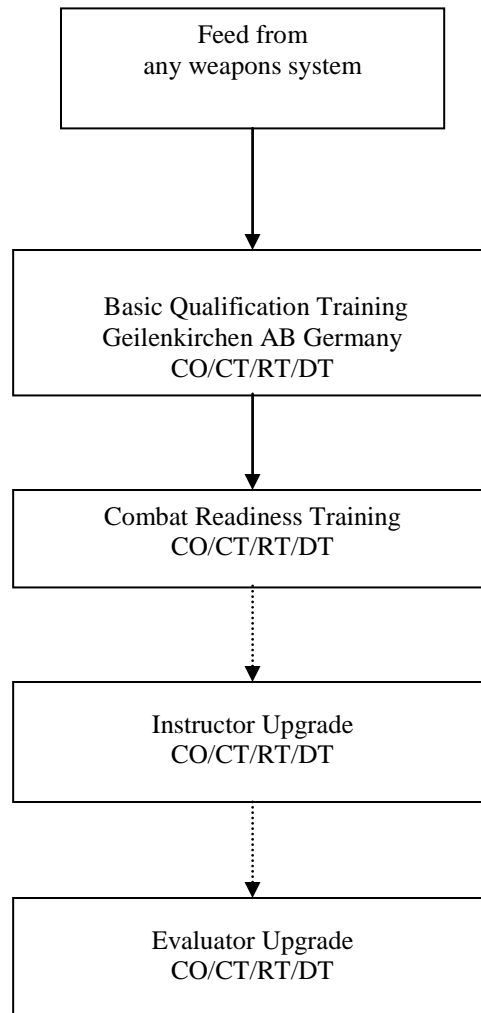 Feed from
any weapons system
Basic Qualification Training
Geilenkirchen AB Germany
CO/CT/RT/DT
Combat Readiness Training
CO/CT/RT/DT
Instructor Upgrade
CO/CT/RT/DT
Evaluator Upgrade
CO/CT/RT/DT